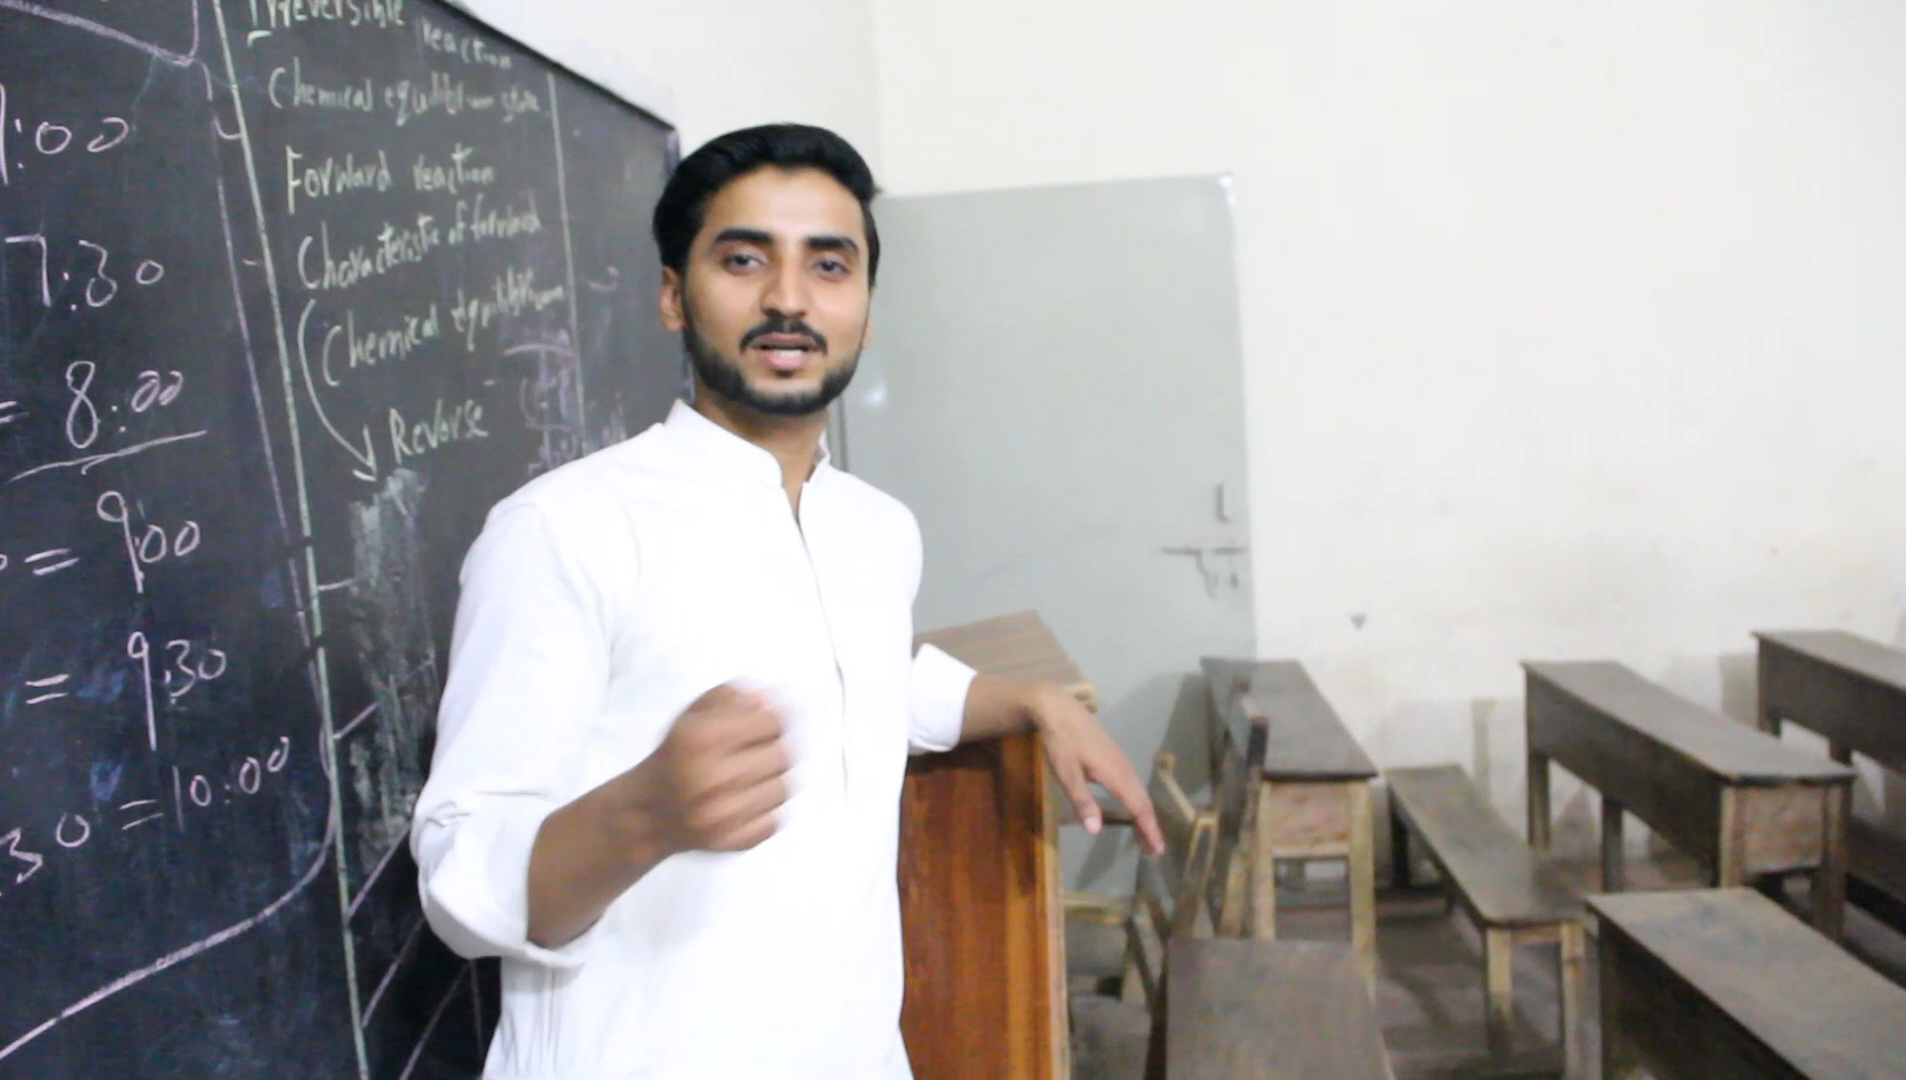 :00
7:30
= 8:00
= 9:00
= 9.30
30 = 10:00
Irreversible reaction
Chemical equilibrium state
Forward reaction
Characteristic of forward
Chemical equilibrium
Reverse